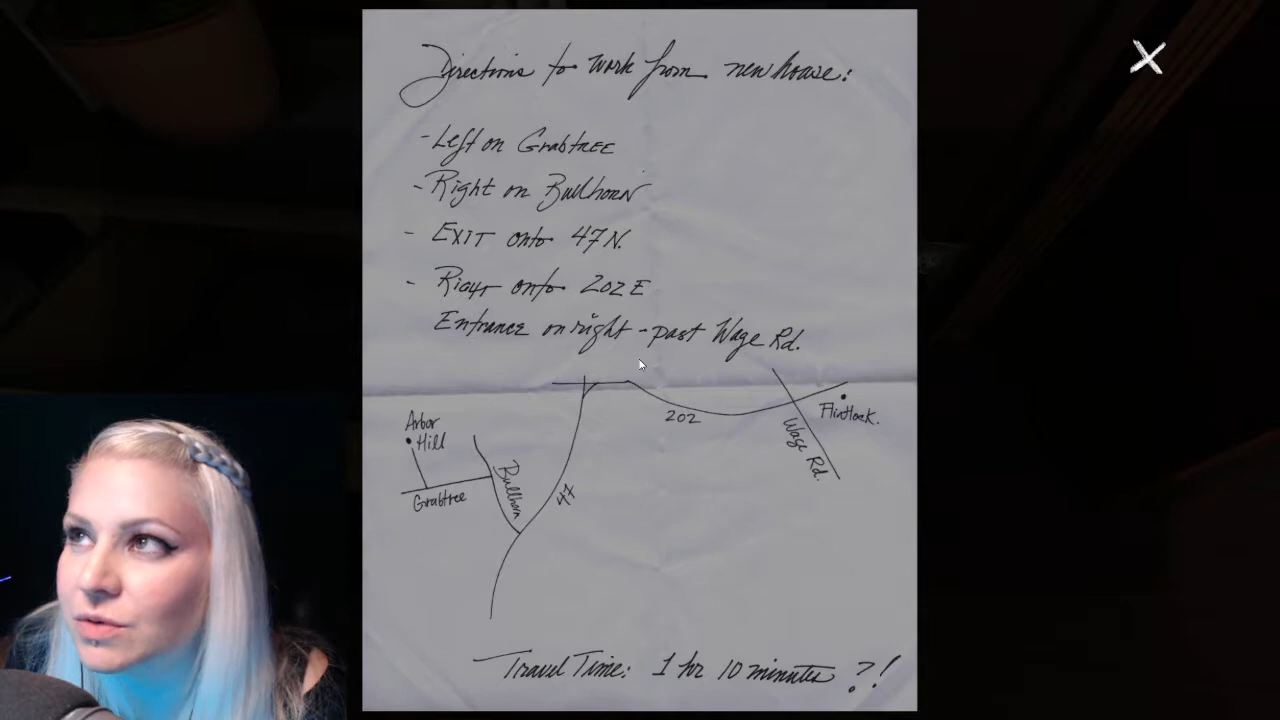 Directions to work from new house:
- Left on Grabtree
- Right on Bullhorn
- Exit onto 47 N.
- Right onto 202 E
Entrance on right - past Wage Rd.
Arbor
Hill
Grabtree
Bullhorn
47
202
Wage Rd.
Flintlock.
Travel Time: 1 hr 10 minutes ?!